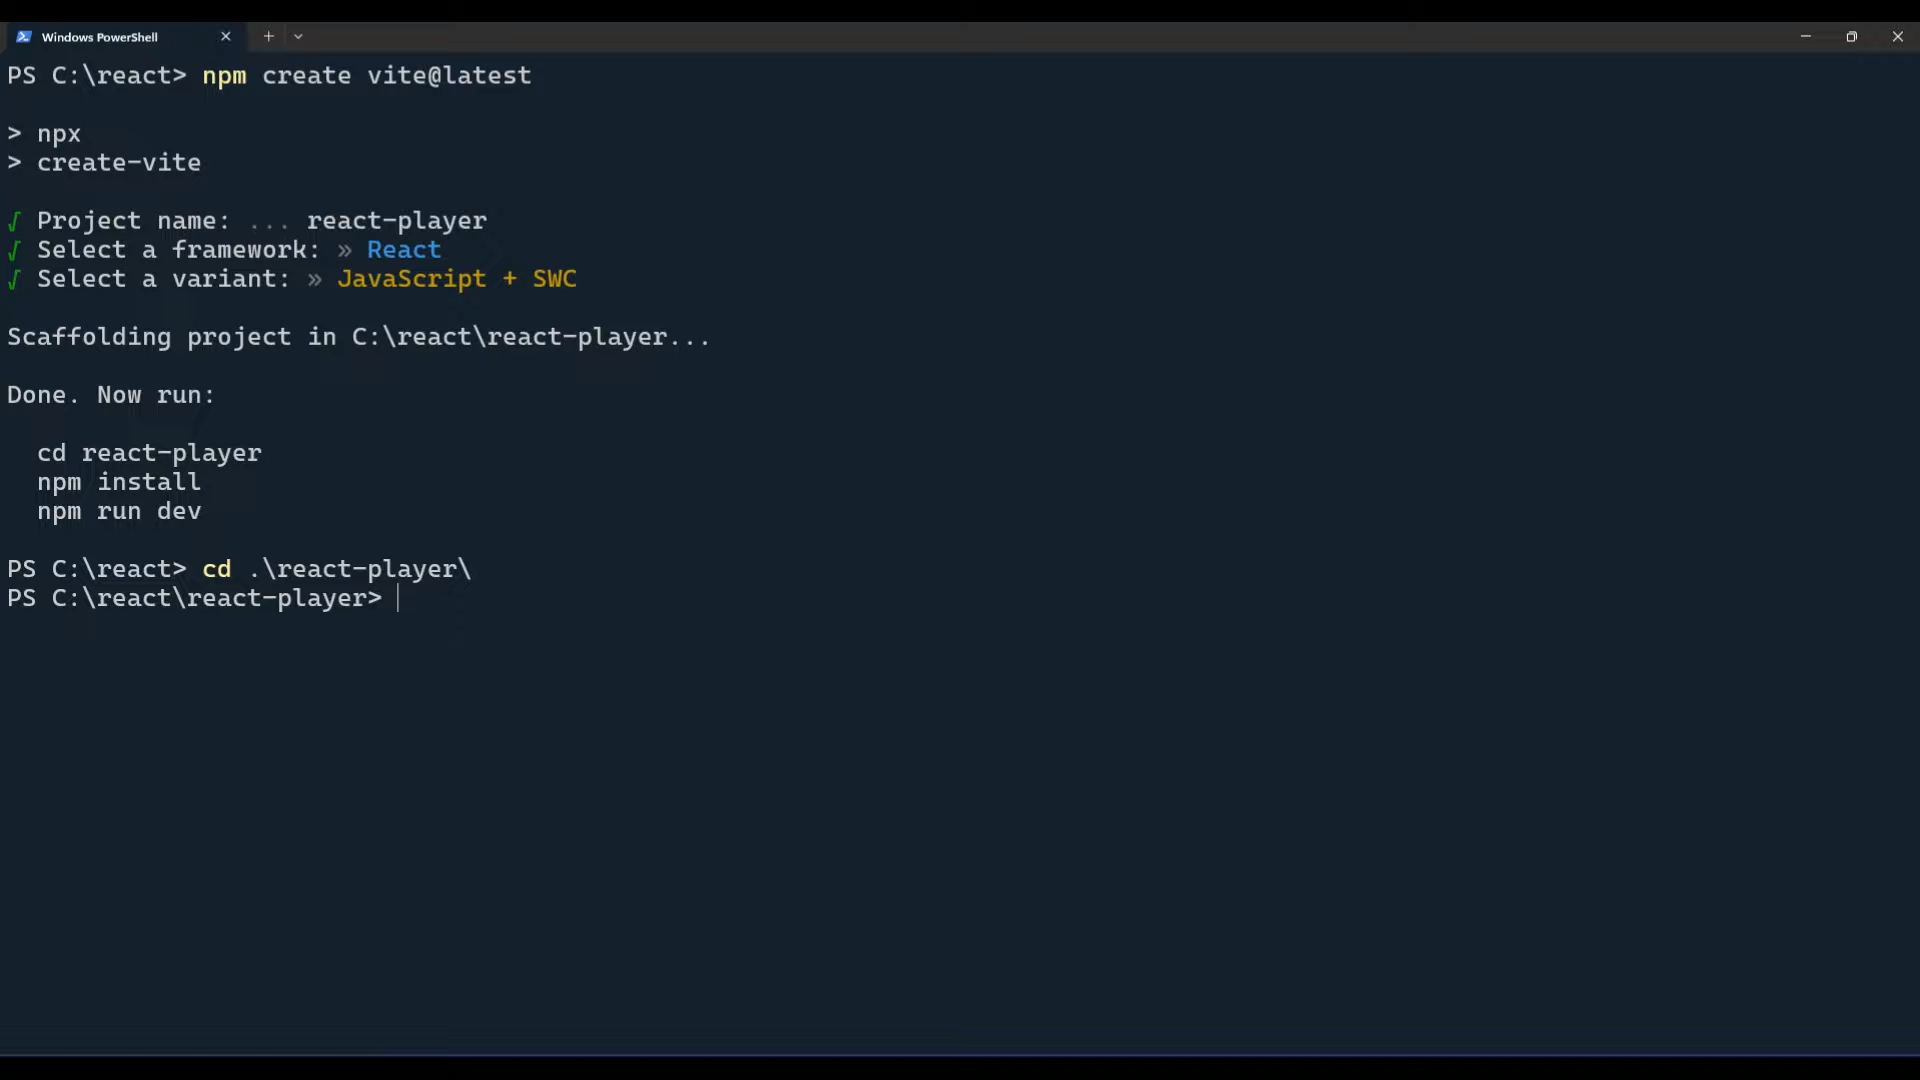 Windows PowerShell
PS C:\react> npm create vite@latest
> npx
> create-vite
√ Project name: ... react-player
√ Select a framework: » React
√ Select a variant: » JavaScript + SWC
Scaffolding project in C:\react\react-player...
Done. Now run:
cd react-player
npm install
npm run dev
PS C:\react> cd .\react-player\
PS C:\react\react-player>